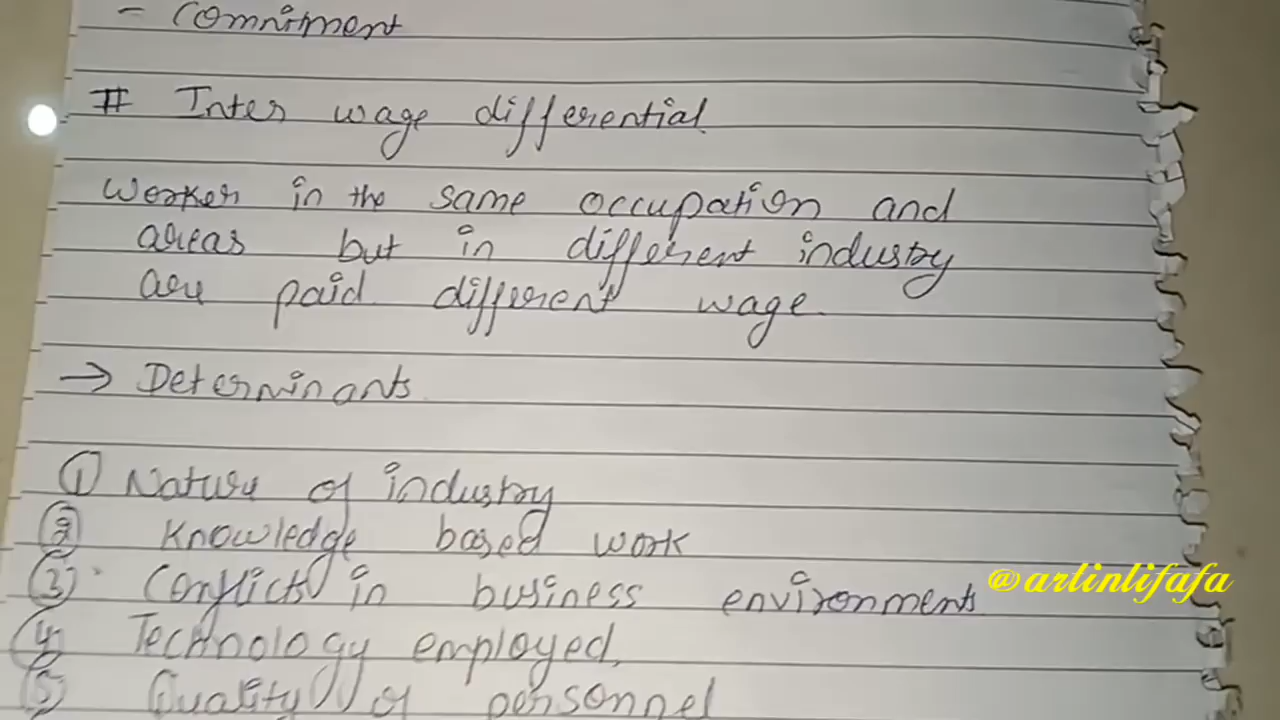 - Commitment
# Inter wage differential
Worker in the same occupation and
areas but in different industry
are paid different wage.
→ Determinants
① Nature of industry
② Knowledge based work
③ Conflicts in business environments
@artinlifafa
④ Technology employed,
⑤ Quality of personnel